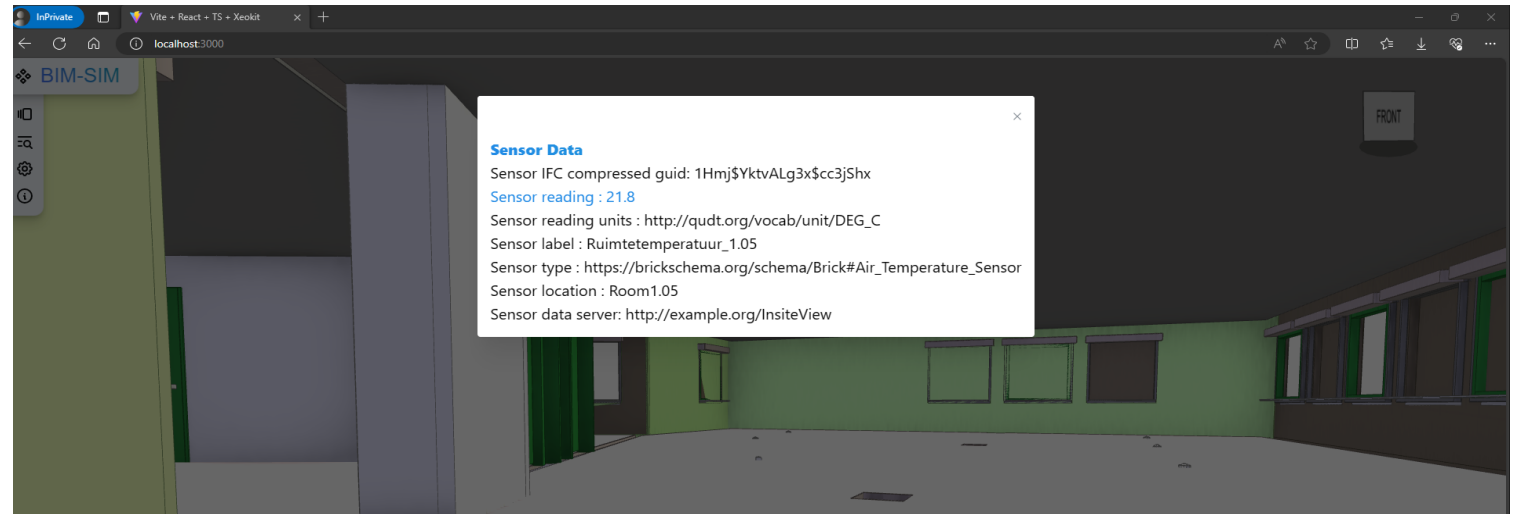 InPrivate
Vite + React + TS + Xeokit
localhost:3000
BIM-SIM
FRONT
Sensor Data
Sensor IFC compressed guid: 1Hmj$YktvALg3x$cc3jShx
Sensor reading : 21.8
Sensor reading units : http://qudt.org/vocab/unit/DEG_C
Sensor label : Ruimtetemperatuur_1.05
Sensor type : https://brickschema.org/schema/Brick#Air_Temperature_Sensor
Sensor location : Room1.05
Sensor data server: http://example.org/InsiteView